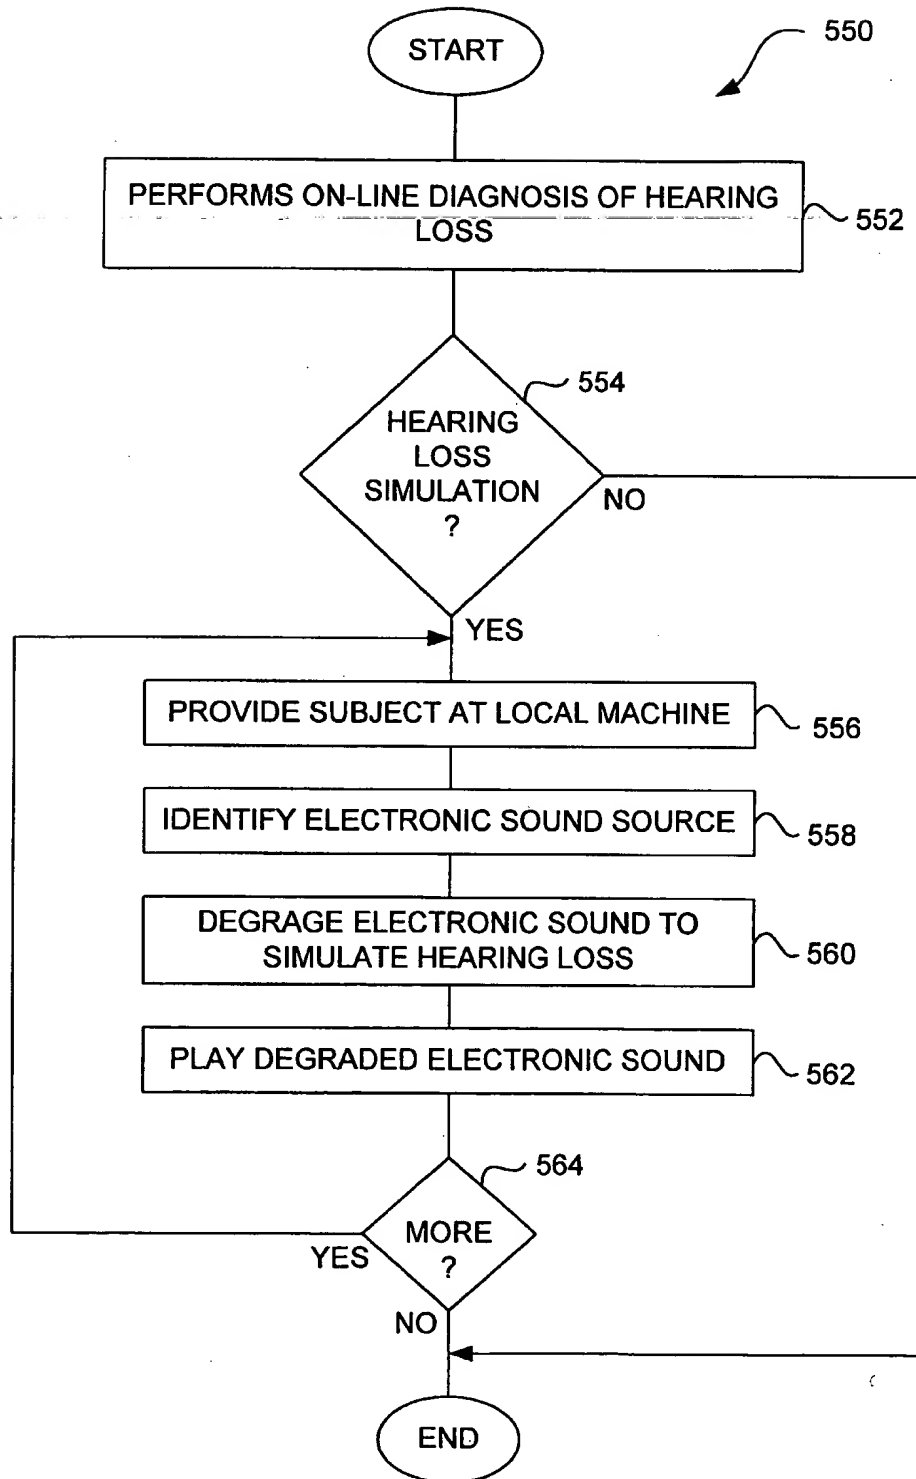 START
550
PERFORMS ON-LINE DIAGNOSIS OF HEARING
LOSS
552
554
HEARING
LOSS
SIMULATION
?
NO
YES
PROVIDE SUBJECT AT LOCAL MACHINE
556
IDENTIFY ELECTRONIC SOUND SOURCE
558
DEGRAGE ELECTRONIC SOUND TO
SIMULATE HEARING LOSS
560
PLAY DEGRADED ELECTRONIC SOUND
562
564
MORE
?
YES
NO
END